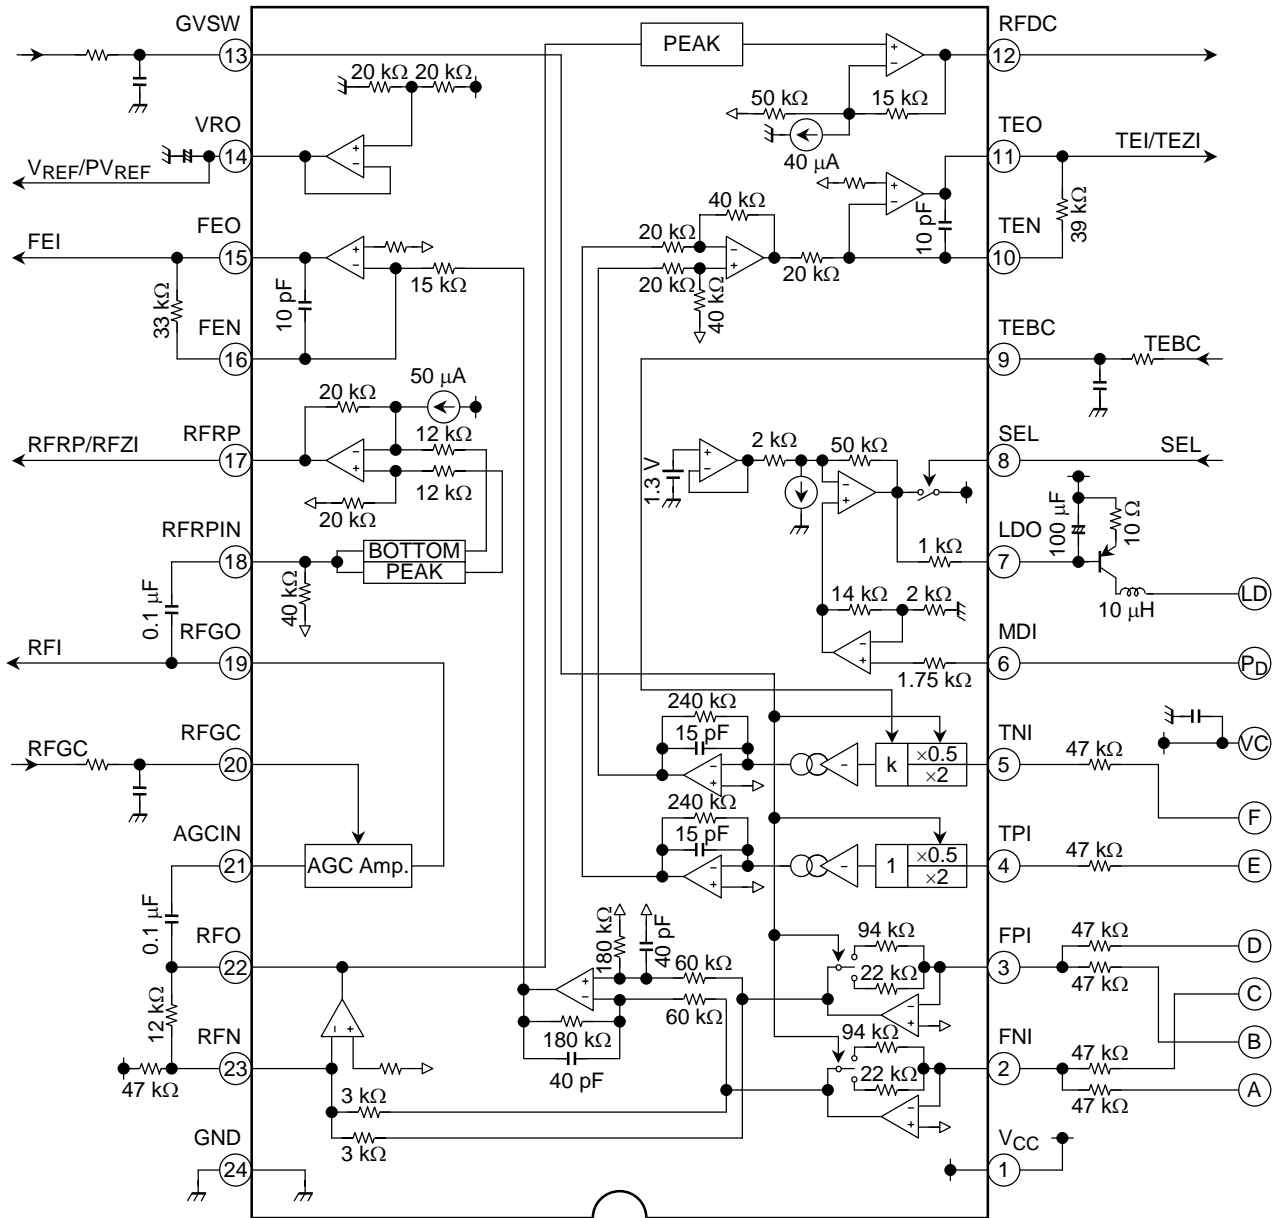 GVSW
13
VRO
14
VREF/PVREF
FEI
FEO
15
33 kΩ
10 pF
FEN
16
RFRP/RFZI
RFRP
17
RFRPIN
18
0.1 μF
RFGO
RFI
19
RFGC
RFGC
20
AGCIN
21
AGC Amp.
0.1 μF
RFO
22
12 kΩ
RFN
23
47 kΩ
GND
24
20 kΩ 20 kΩ
15 kΩ
50 μA
20 kΩ
12 kΩ
12 kΩ
20 kΩ
BOTTOM
PEAK
40 kΩ
3 kΩ
3 kΩ
PEAK
50 kΩ
15 kΩ
40 μA
40 kΩ
20 kΩ
20 kΩ
40 kΩ
20 kΩ
10 pF
1.3 V
2 kΩ
50 kΩ
1 kΩ
14 kΩ
2 kΩ
1.75 kΩ
240 kΩ
15 pF
k
×0.5
×2
240 kΩ
15 pF
1
×0.5
×2
180 kΩ
40 pF
60 kΩ
60 kΩ
180 kΩ
40 pF
94 kΩ
22 kΩ
94 kΩ
22 kΩ
RFDC
12
TEO
11
TEI/TEZI
39 kΩ
TEN
10
TEBC
9
TEBC
SEL
8
SEL
LDO
7
100 μF
10 Ω
10 μH
LD
MDI
6
PD
VC
TNI
5
47 kΩ
F
TPI
4
47 kΩ
E
FPI
3
47 kΩ
47 kΩ
D
C
B
FNI
2
47 kΩ
47 kΩ
A
VCC
1